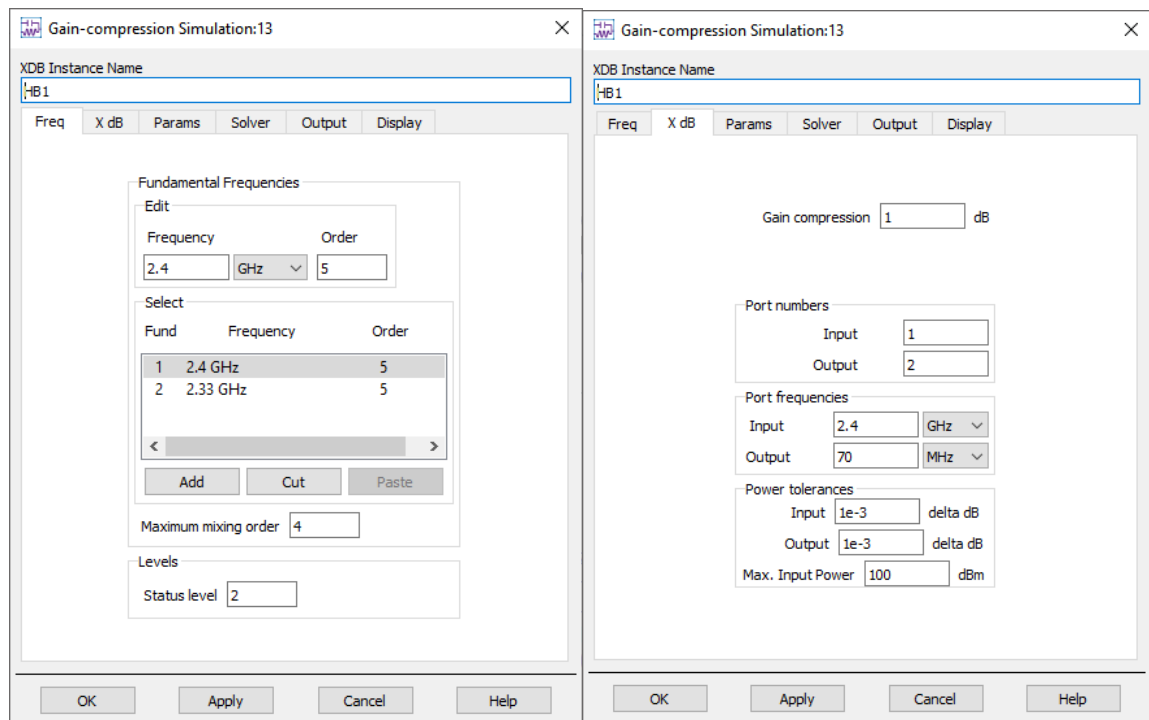 Gain-compression Simulation:13
XDB Instance Name
HB1
Freq X dB Params Solver Output Display
Fundamental Frequencies
Edit
Frequency Order
2.4 GHz 5
Select
Fund Frequency Order
1 2.4 GHz 5
2 2.33 GHz 5
Add Cut Paste
Maximum mixing order 4
Levels
Status level 2
OK Apply Cancel Help
Gain-compression Simulation:13
XDB Instance Name
HB1
Freq X dB Params Solver Output Display
Gain compression 1 dB
Port numbers
Input 1
Output 2
Port frequencies
Input 2.4 GHz
Output 70 MHz
Power tolerances
Input 1e-3 delta dB
Output 1e-3 delta dB
Max. Input Power 100 dBm
OK Apply Cancel Help